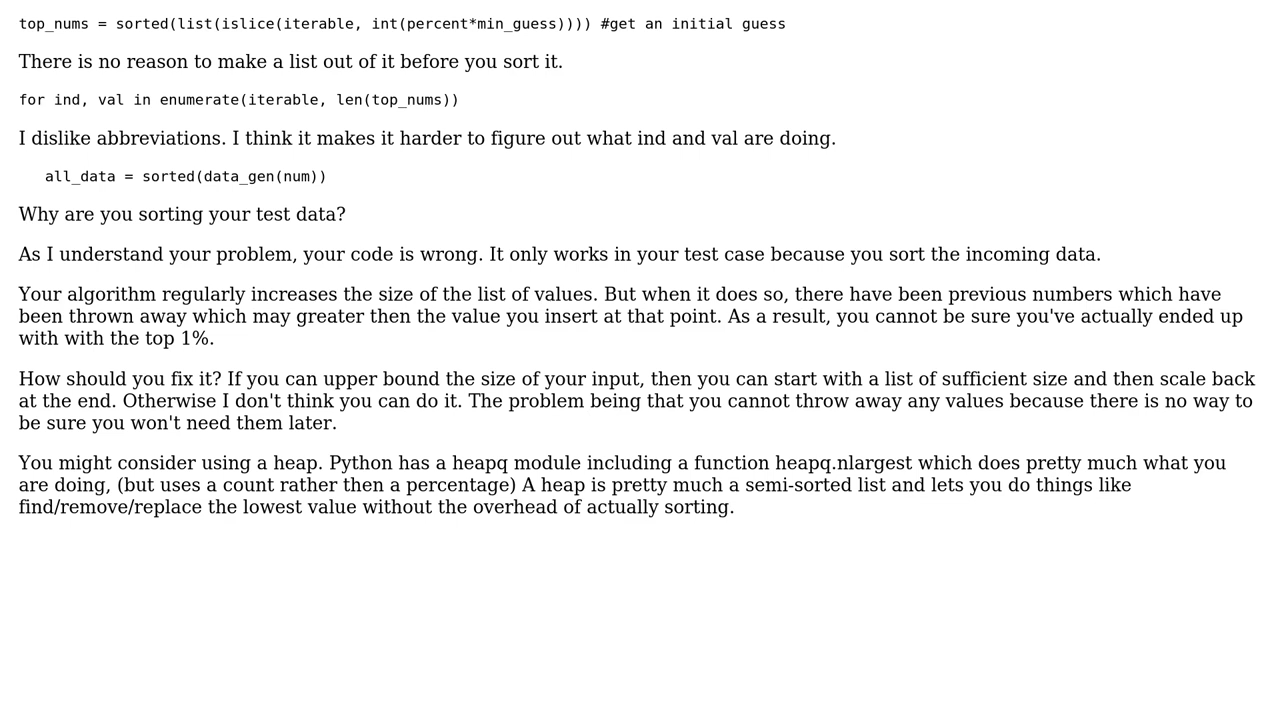 top_nums = sorted(list(islice(iterable, int(percent*min_guess)))) #get an initial guess
There is no reason to make a list out of it before you sort it.
for ind, val in enumerate(iterable, len(top_nums))
I dislike abbreviations. I think it makes it harder to figure out what ind and val are doing.
all_data = sorted(data_gen(num))
Why are you sorting your test data?
As I understand your problem, your code is wrong. It only works in your test case because you sort the incoming data.
Your algorithm regularly increases the size of the list of values. But when it does so, there have been previous numbers which have
been thrown away which may greater then the value you insert at that point. As a result, you cannot be sure you've actually ended up
with with the top 1%.
How should you fix it? If you can upper bound the size of your input, then you can start with a list of sufficient size and then scale back
at the end. Otherwise I don't think you can do it. The problem being that you cannot throw away any values because there is no way to
be sure you won't need them later.
You might consider using a heap. Python has a heapq module including a function heapq.nlargest which does pretty much what you
are doing, (but uses a count rather then a percentage) A heap is pretty much a semi-sorted list and lets you do things like
find/remove/replace the lowest value without the overhead of actually sorting.